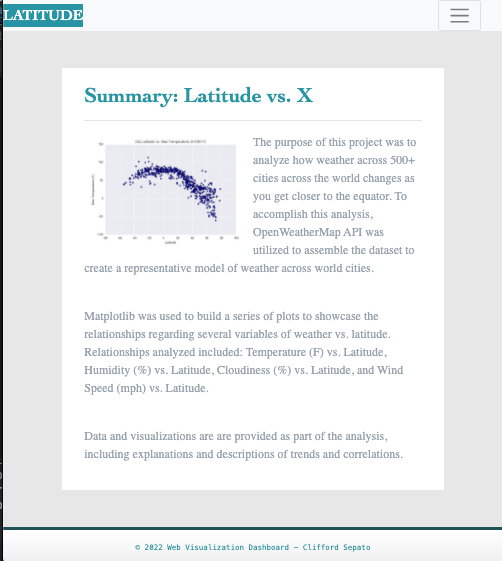 LATITUDE
Summary: Latitude vs. X
City Latitude vs. Max Temperature
Max Temperature (F)
Latitude
The purpose of this project was to
analyze how weather across 500+
cities across the world changes as
you get closer to the equator. To
accomplish this analysis,
OpenWeatherMap API was
utilized to assemble the dataset to
create a representative model of weather across world cities.
Matplotlib was used to build a series of plots to showcase the
relationships regarding several variables of weather vs. latitude.
Relationships analyzed included: Temperature (F) vs. Latitude,
Humidity (%) vs. Latitude, Cloudiness (%) vs. Latitude, and Wind
Speed (mph) vs. Latitude.
Data and visualizations are are provided as part of the analysis,
including explanations and descriptions of trends and correlations.
© 2022 Web Visualization Dashboard – Clifford Sepato